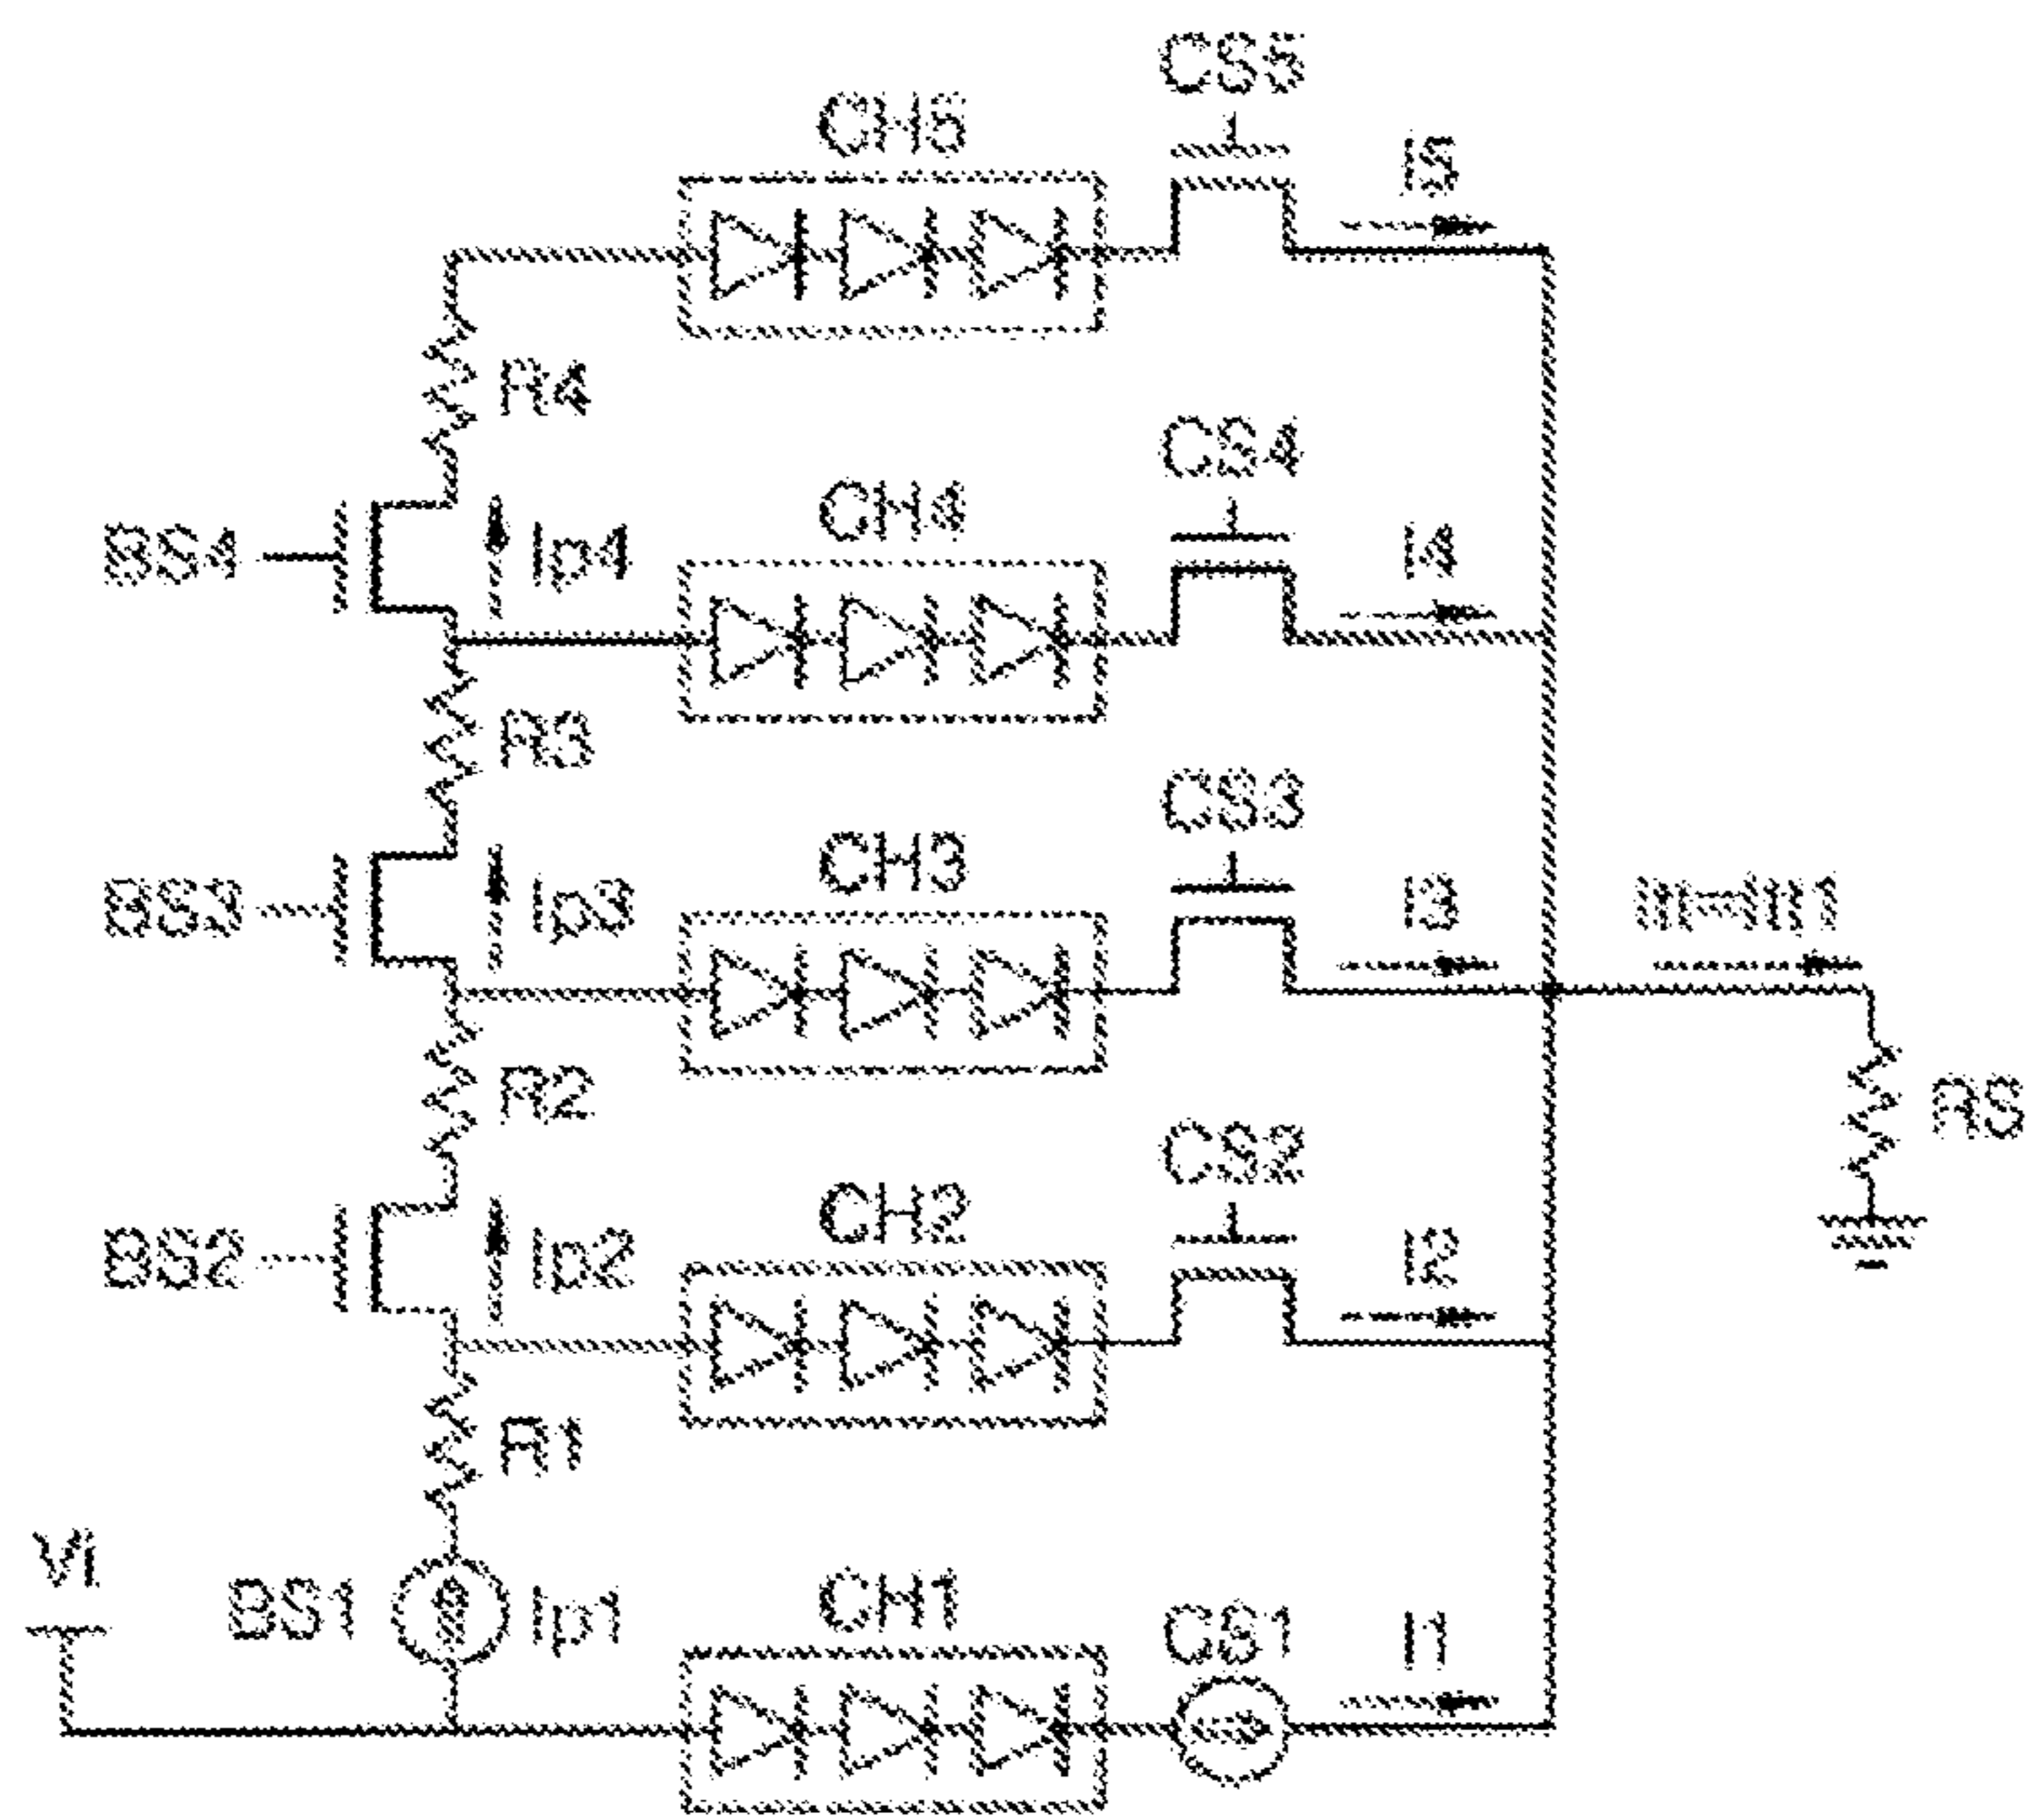 CS5
CH5
I5
R4
CS4
BS4
Ip4
CH4
I4
R3
CS3
BS3
Ip3
CH3
I3
R2
RS
CS2
BS2
Ip2
CH2
I2
R1
Vi
BS1
Ip1
CH1
CS1
I1